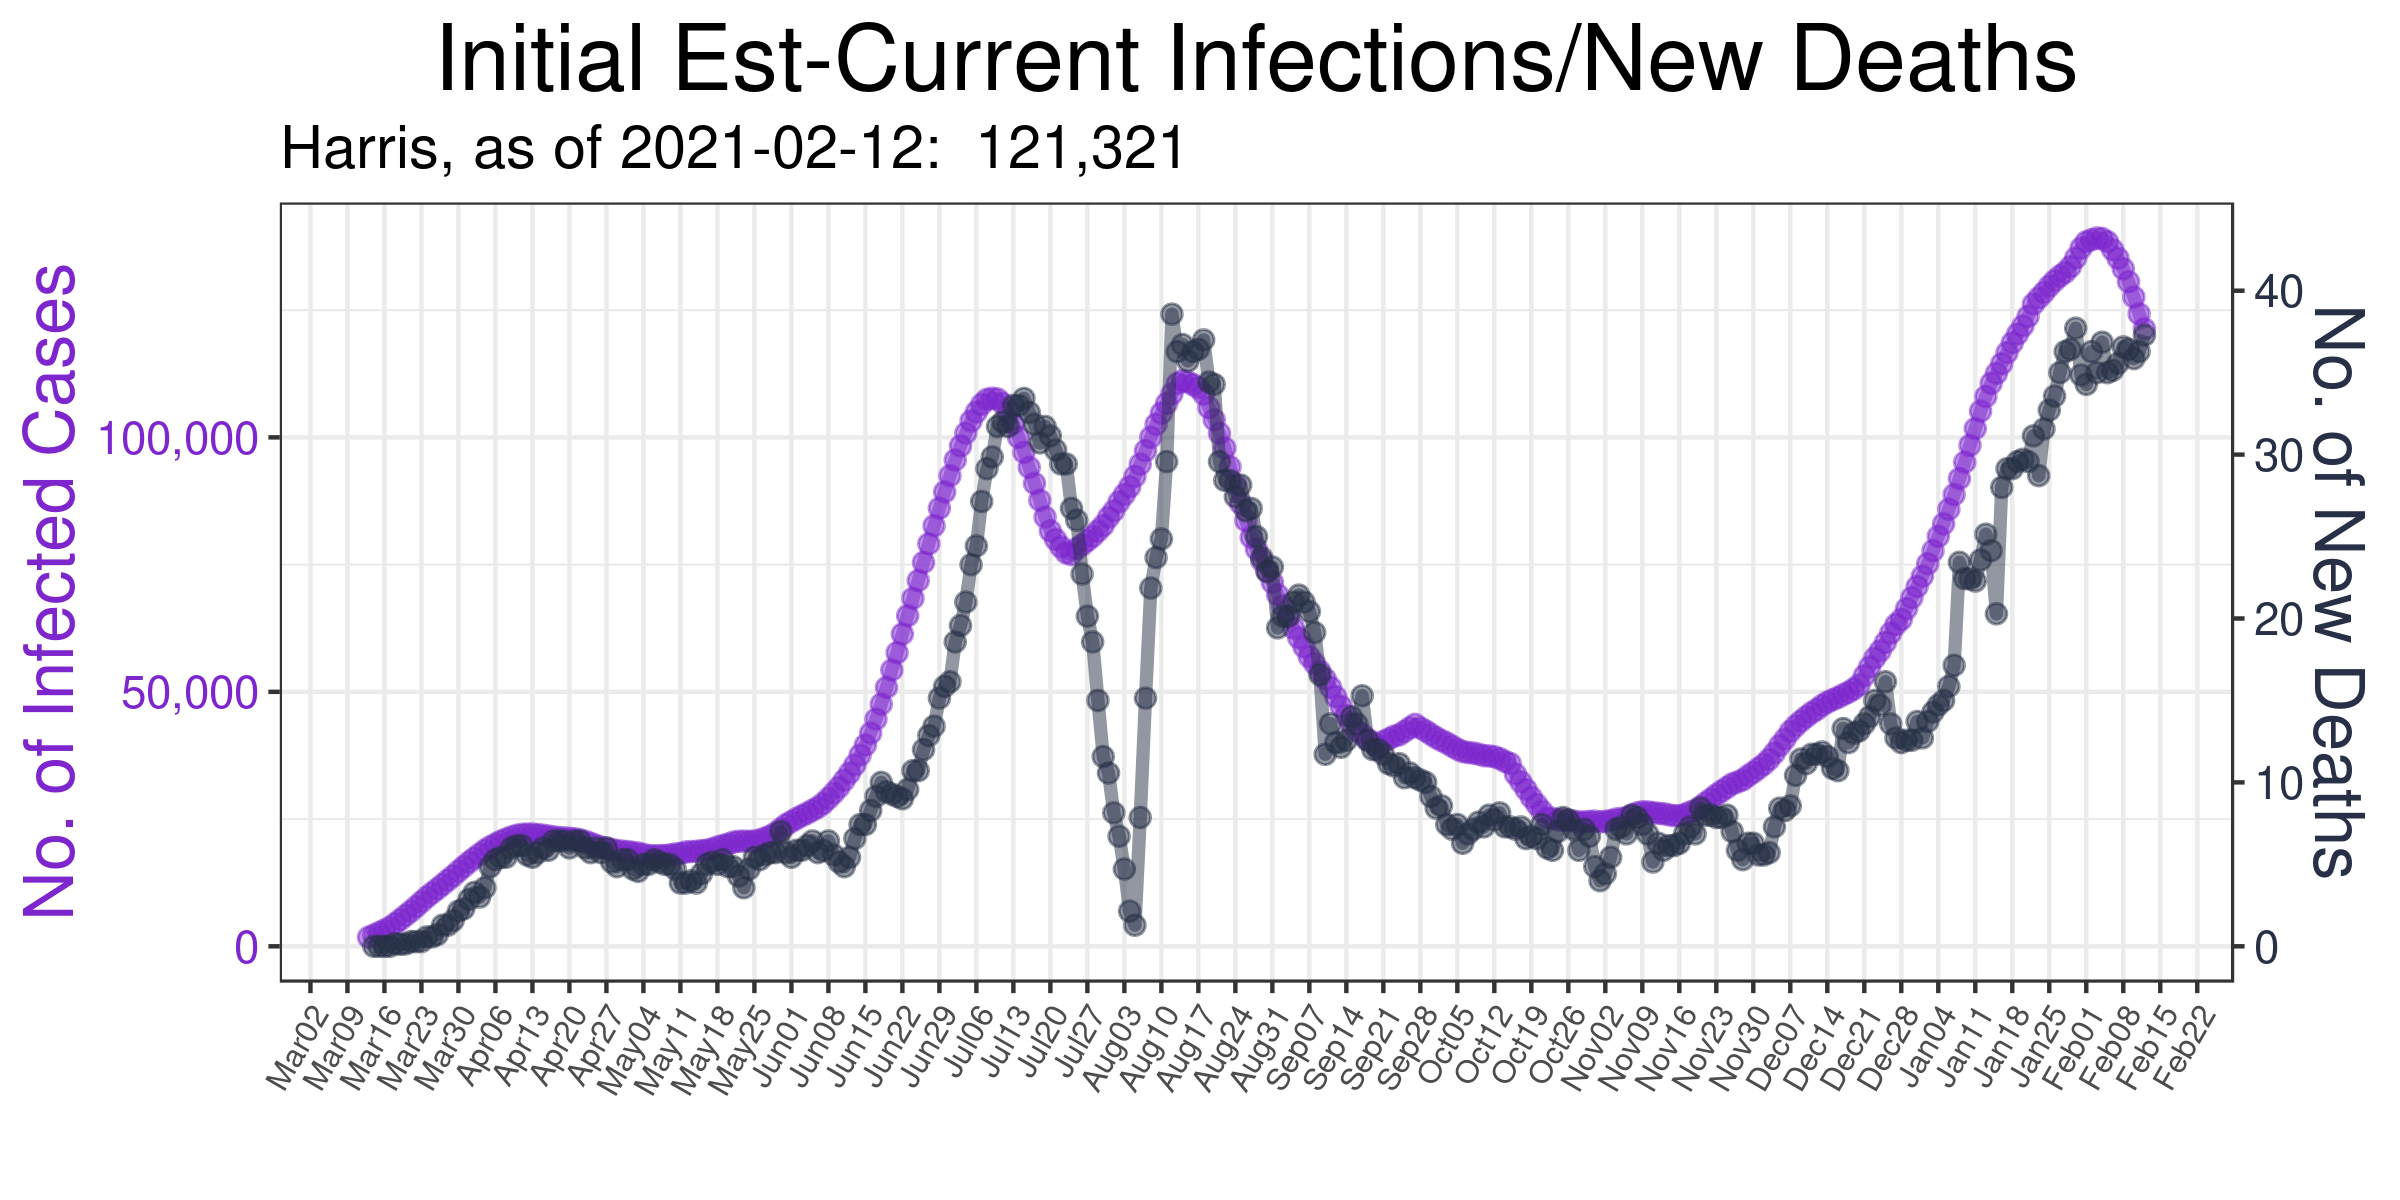 Initial Est-Current Infections/New Deaths
Harris, as of 2021-02-12: 121,321
No. of Infected Cases
100,000
50,000
0
40
30
20
10
0
No. of New Deaths
Mar02
Mar09
Mar16
Mar23
Mar30
Apr06
Apr13
Apr20
Apr27
May04
May11
May18
May25
Jun01
Jun08
Jun15
Jun22
Jun29
Jul06
Jul13
Jul20
Jul27
Aug03
Aug10
Aug17
Aug24
Aug31
Sep07
Sep14
Sep21
Sep28
Oct05
Oct12
Oct19
Oct26
Nov02
Nov09
Nov16
Nov23
Nov30
Dec07
Dec14
Dec21
Dec28
Jan04
Jan11
Jan18
Jan25
Feb01
Feb08
Feb15
Feb22